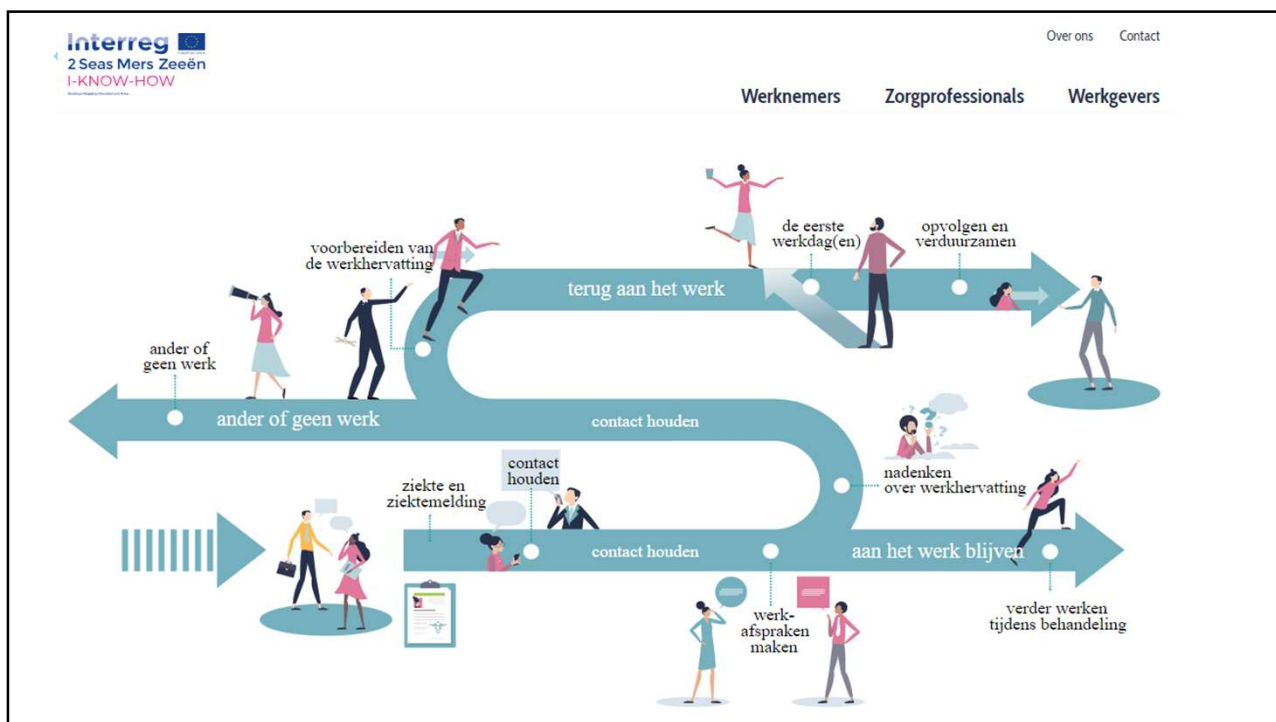 Interreg
2 Seas Mers Zeeën
I-KNOW-HOW
Over ons
Contact
Werknemers
Zorgprofessionals
Werkgevers
voorbereiden van
de werkhervatting
de eerste
werkdag(en)
opvolgen en
verduurzamen
terug aan het werk
ander of
geen werk
ander of geen werk
contact houden
nadenken
over werkhervatting
ziekte en
ziektemelding
contact
houden
contact houden
aan het werk blijven
werk-
afspraken
maken
verder werken
tijdens behandeling